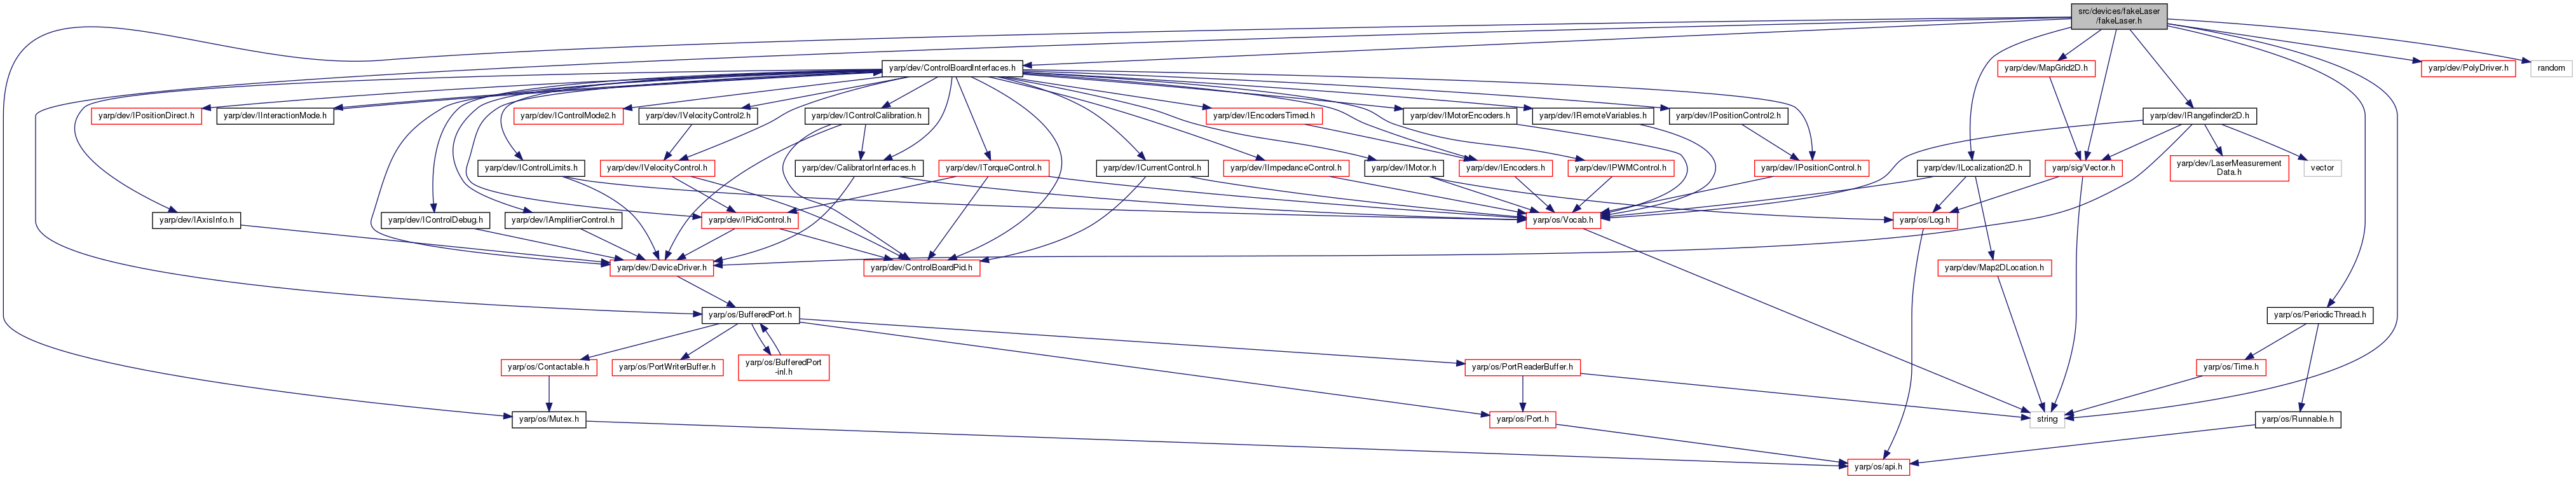 src/devices/fakeLaser
/fakeLaser.h
yarp/dev/ControlBoardInterfaces.h
yarp/dev/MapGrid2D.h
yarp/dev/PolyDriver.h
random
yarp/dev/IPositionDirect.h
yarp/dev/IInteractionMode.h
yarp/dev/IControlMode2.h
yarp/dev/IVelocityControl2.h
yarp/dev/IControlCalibration.h
yarp/dev/IEncodersTimed.h
yarp/dev/IMotorEncoders.h
yarp/dev/IRemoteVariables.h
yarp/dev/IPositionControl2.h
yarp/dev/IRangefinder2D.h
yarp/dev/IControlLimits.h
yarp/dev/IVelocityControl.h
yarp/dev/CalibratorInterfaces.h
yarp/dev/ITorqueControl.h
yarp/dev/ICurrentControl.h
yarp/dev/IImpedanceControl.h
yarp/dev/IMotor.h
yarp/dev/IEncoders.h
yarp/dev/IPWMControl.h
yarp/dev/IPositionControl.h
yarp/dev/ILocalization2D.h
yarp/sig/Vector.h
yarp/dev/LaserMeasurement
Data.h
vector
yarp/dev/IAxisInfo.h
yarp/dev/IControlDebug.h
yarp/dev/IAmplifierControl.h
yarp/dev/IPidControl.h
yarp/os/Vocab.h
yarp/os/Log.h
yarp/dev/DeviceDriver.h
yarp/dev/ControlBoardPid.h
yarp/dev/Map2DLocation.h
yarp/os/BufferedPort.h
yarp/os/PeriodicThread.h
yarp/os/Contactable.h
yarp/os/PortWriterBuffer.h
yarp/os/BufferedPort
-inl.h
yarp/os/PortReaderBuffer.h
yarp/os/Time.h
yarp/os/Mutex.h
yarp/os/Port.h
string
yarp/os/Runnable.h
yarp/os/api.h